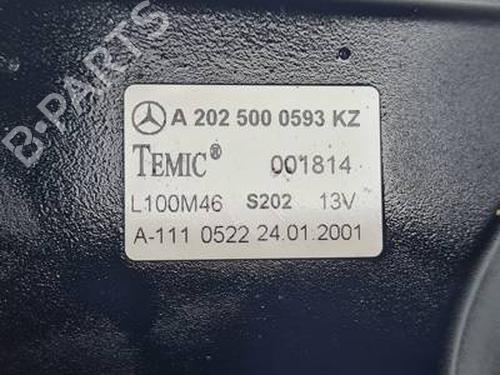 B-PARTS
A 202 500 0593 KZ
TEMIC® 001814
L100M46 S202 13V
A-111 0522 24.01.2001